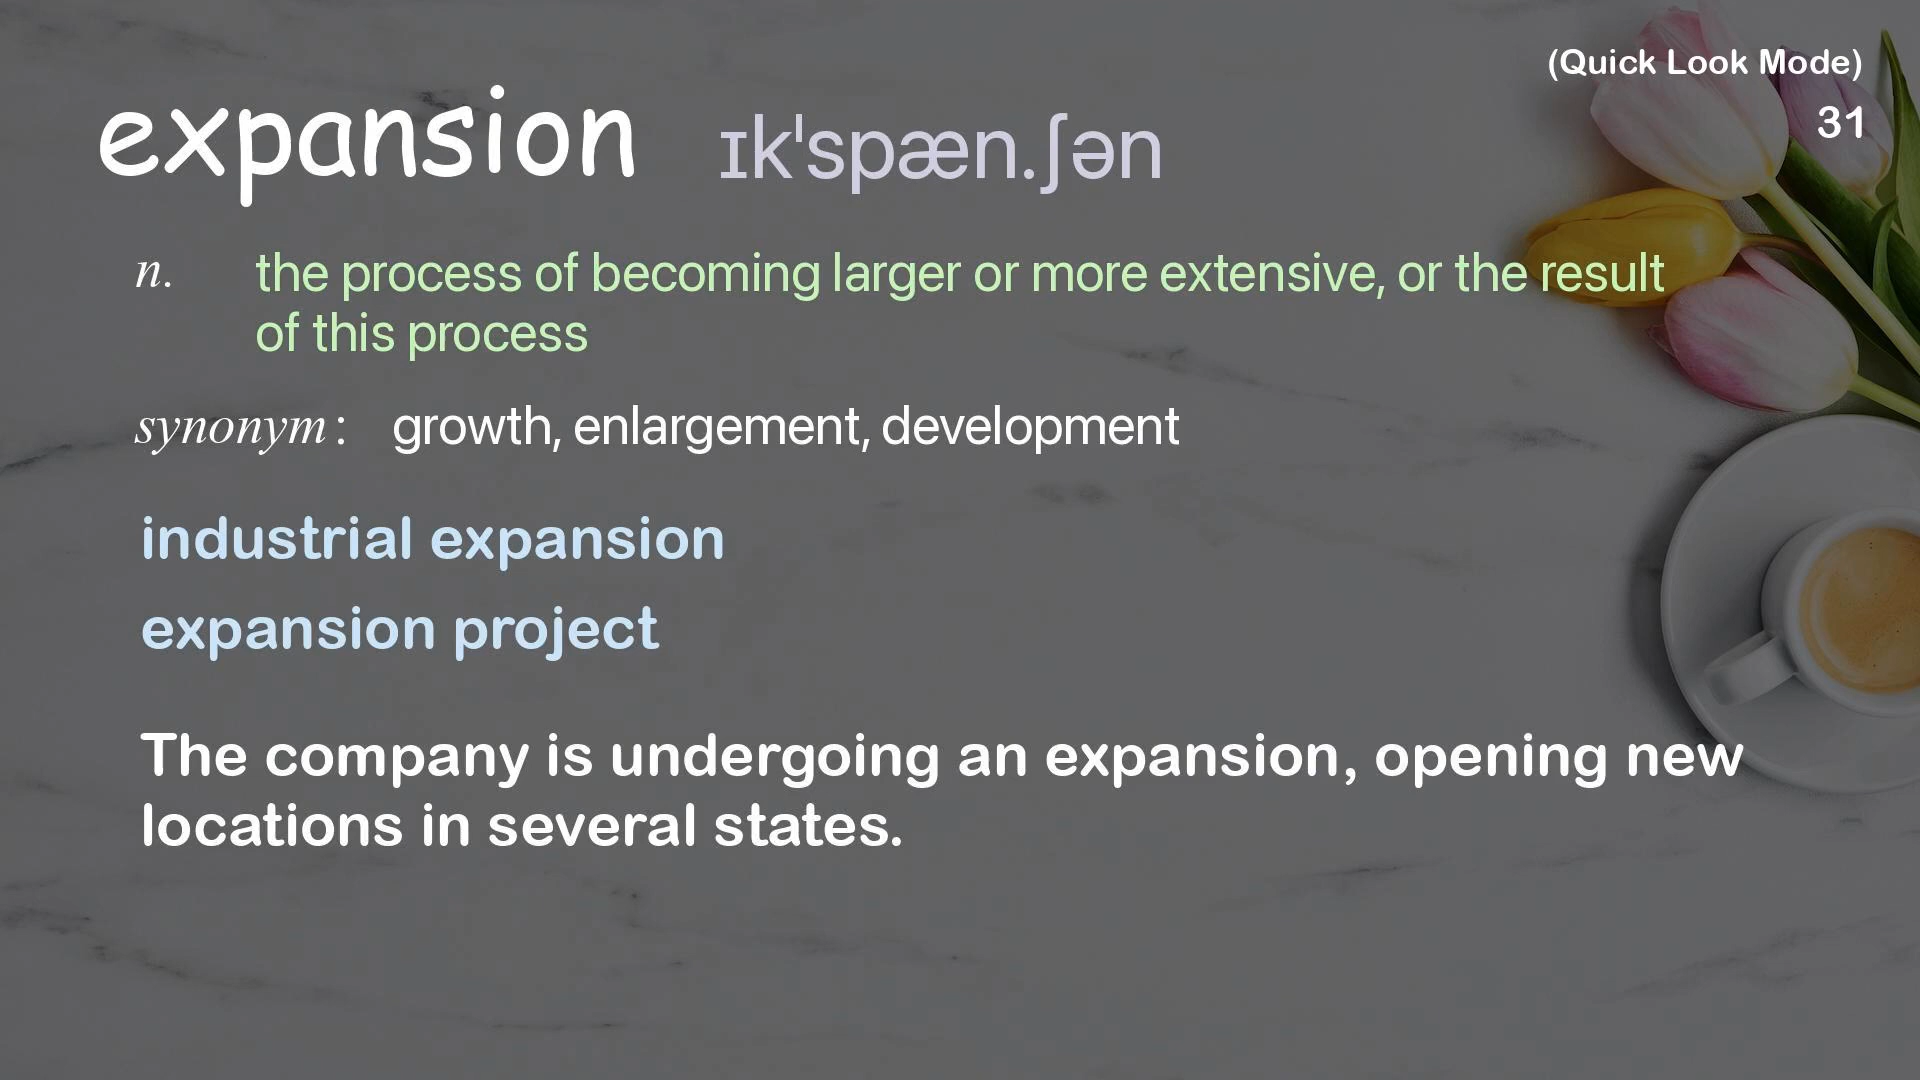 (Quick Look Mode)
31
expansion ɪk'spæn.ʃən
n. the process of becoming larger or more extensive, or the result
of this process
synonym: growth, enlargement, development
industrial expansion
expansion project
The company is undergoing an expansion, opening new
locations in several states.